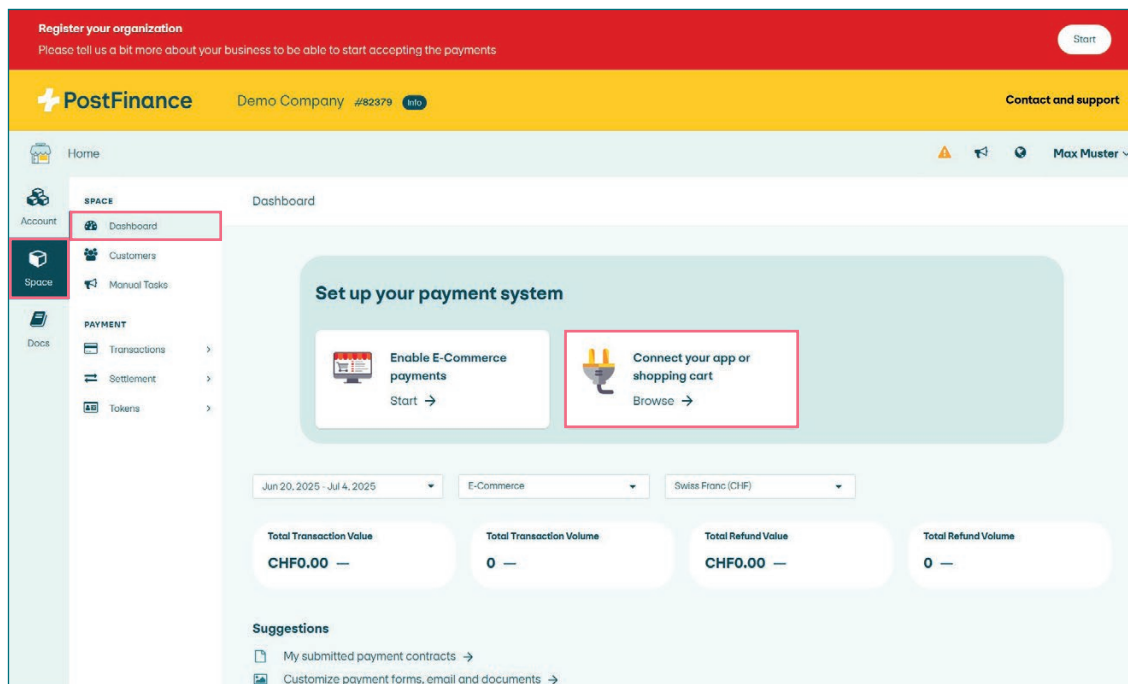 Register your organization
Please tell us a bit more about your business to be able to start accepting the payments
Start
PostFinance
Demo Company #82379 Info
Contact and support
Home
Max Muster
Account
Space
Docs
SPACE
Dashboard
Customers
Manual Tasks
PAYMENT
Transactions
Settlement
Tokens
Dashboard
Set up your payment system
Enable E-Commerce
payments
Start →
Connect your app or
shopping cart
Browse →
Jun 20, 2025 - Jul 4, 2025
E-Commerce
Swiss Franc (CHF)
Total Transaction Value
CHF0.00 —
Total Transaction Volume
0 —
Total Refund Value
CHF0.00 —
Total Refund Volume
0 —
Suggestions
My submitted payment contracts →
Customize payment forms, email and documents →